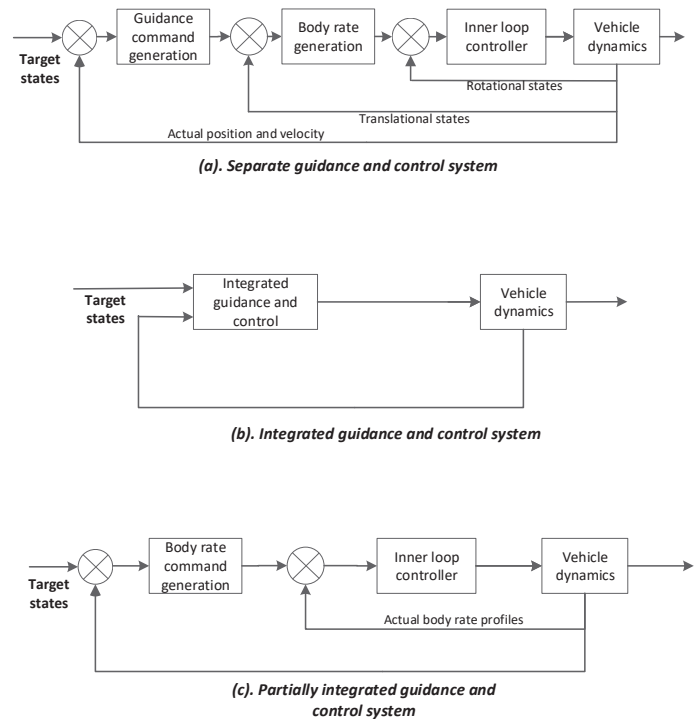 Guidance
command
generation
Body rate
generation
Inner loop
controller
Vehicle
dynamics
Target
states
Rotational states
Translational states
Actual position and velocity
(a). Separate guidance and control system
Integrated
guidance and
control
Vehicle
dynamics
Target
states
(b). Integrated guidance and control system
Body rate
command
generation
Inner loop
controller
Vehicle
dynamics
Target
states
Actual body rate profiles
(c). Partially integrated guidance and
control system